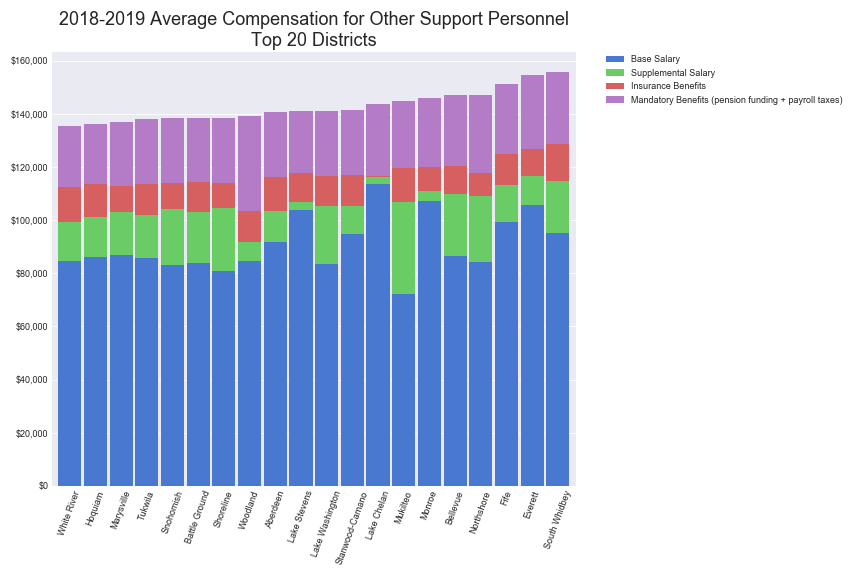 2018-2019 Average Compensation for Other Support Personnel
Top 20 Districts
$160,000
$140,000
$120,000
$100,000
$80,000
$60,000
$40,000
$20,000
$0
White River
Hoquiam
Marysville
Tukwila
Snohomish
Battle Ground
Shoreline
Woodland
Aberdeen
Lake Stevens
Lake Washington
Stanwood-Camano
Lake Chelan
Mukilteo
Monroe
Bellevue
Northshore
Fife
Everett
South Whidbey
Base Salary
Supplemental Salary
Insurance Benefits
Mandatory Benefits (pension funding + payroll taxes)